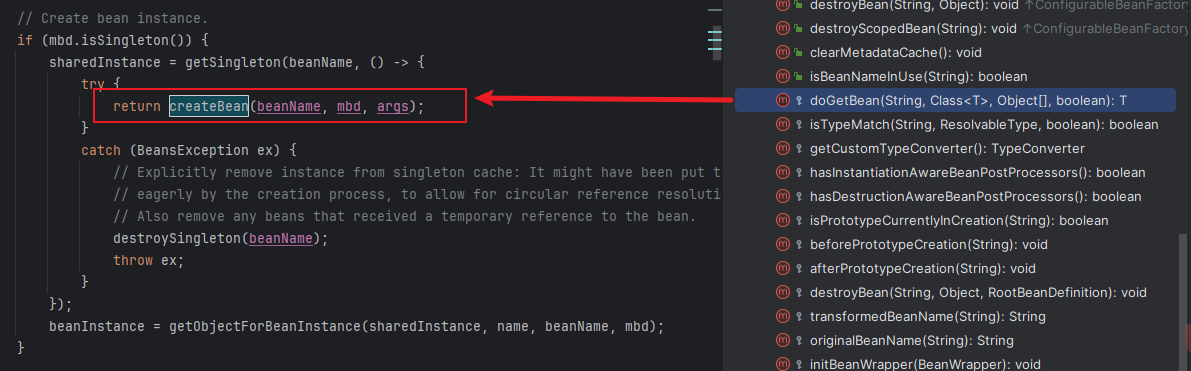 // Create bean instance.
if (mbd.isSingleton()) {
sharedInstance = getSingleton(beanName, () -> {
try {
return createBean(beanName, mbd, args);
}
catch (BeansException ex) {
// Explicitly remove instance from singleton cache: It might have been put t
// eagerly by the creation process, to allow for circular reference resoluti
// Also remove any beans that received a temporary reference to the bean.
destroySingleton(beanName);
throw ex;
}
});
beanInstance = getObjectForBeanInstance(sharedInstance, name, beanName, mbd);
}
destroyBean(String, Object): void ↑ConfigurableBeanFactory
destroyScopedBean(String): void ↑ConfigurableBeanFactory
clearMetadataCache(): void
isBeanNameInUse(String): boolean
doGetBean(String, Class<T>, Object[], boolean): T
isTypeMatch(String, ResolvableType, boolean): boolean
getCustomTypeConverter(): TypeConverter
hasInstantiationAwareBeanPostProcessors(): boolean
hasDestructionAwareBeanPostProcessors(): boolean
isPrototypeCurrentlyInCreation(String): boolean
beforePrototypeCreation(String): void
afterPrototypeCreation(String): void
destroyBean(String, Object, RootBeanDefinition): void
transformedBeanName(String): String
originalBeanName(String): String
initBeanWrapper(BeanWrapper): void